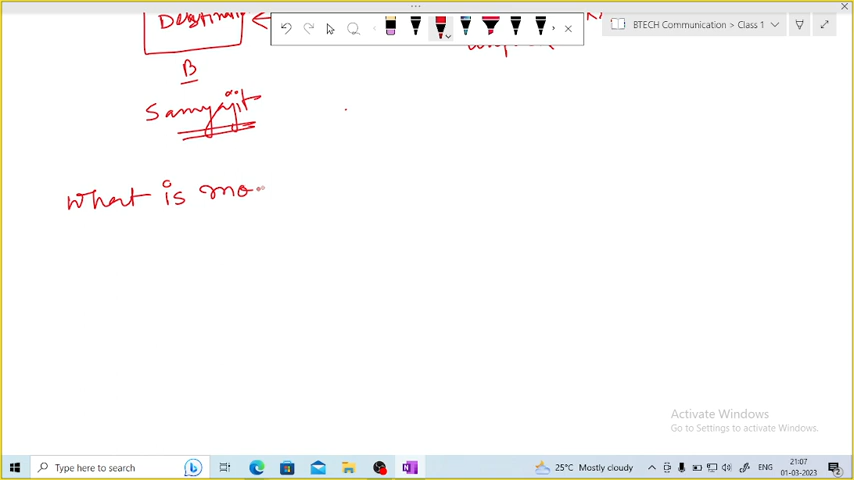 BTECH Communication > Class 1
B
Samyajit
What is mo
Activate Windows
Go to Settings to activate Windows.
Type here to search
25°C Mostly cloudy
ENG
21:07
01-03-2023
2